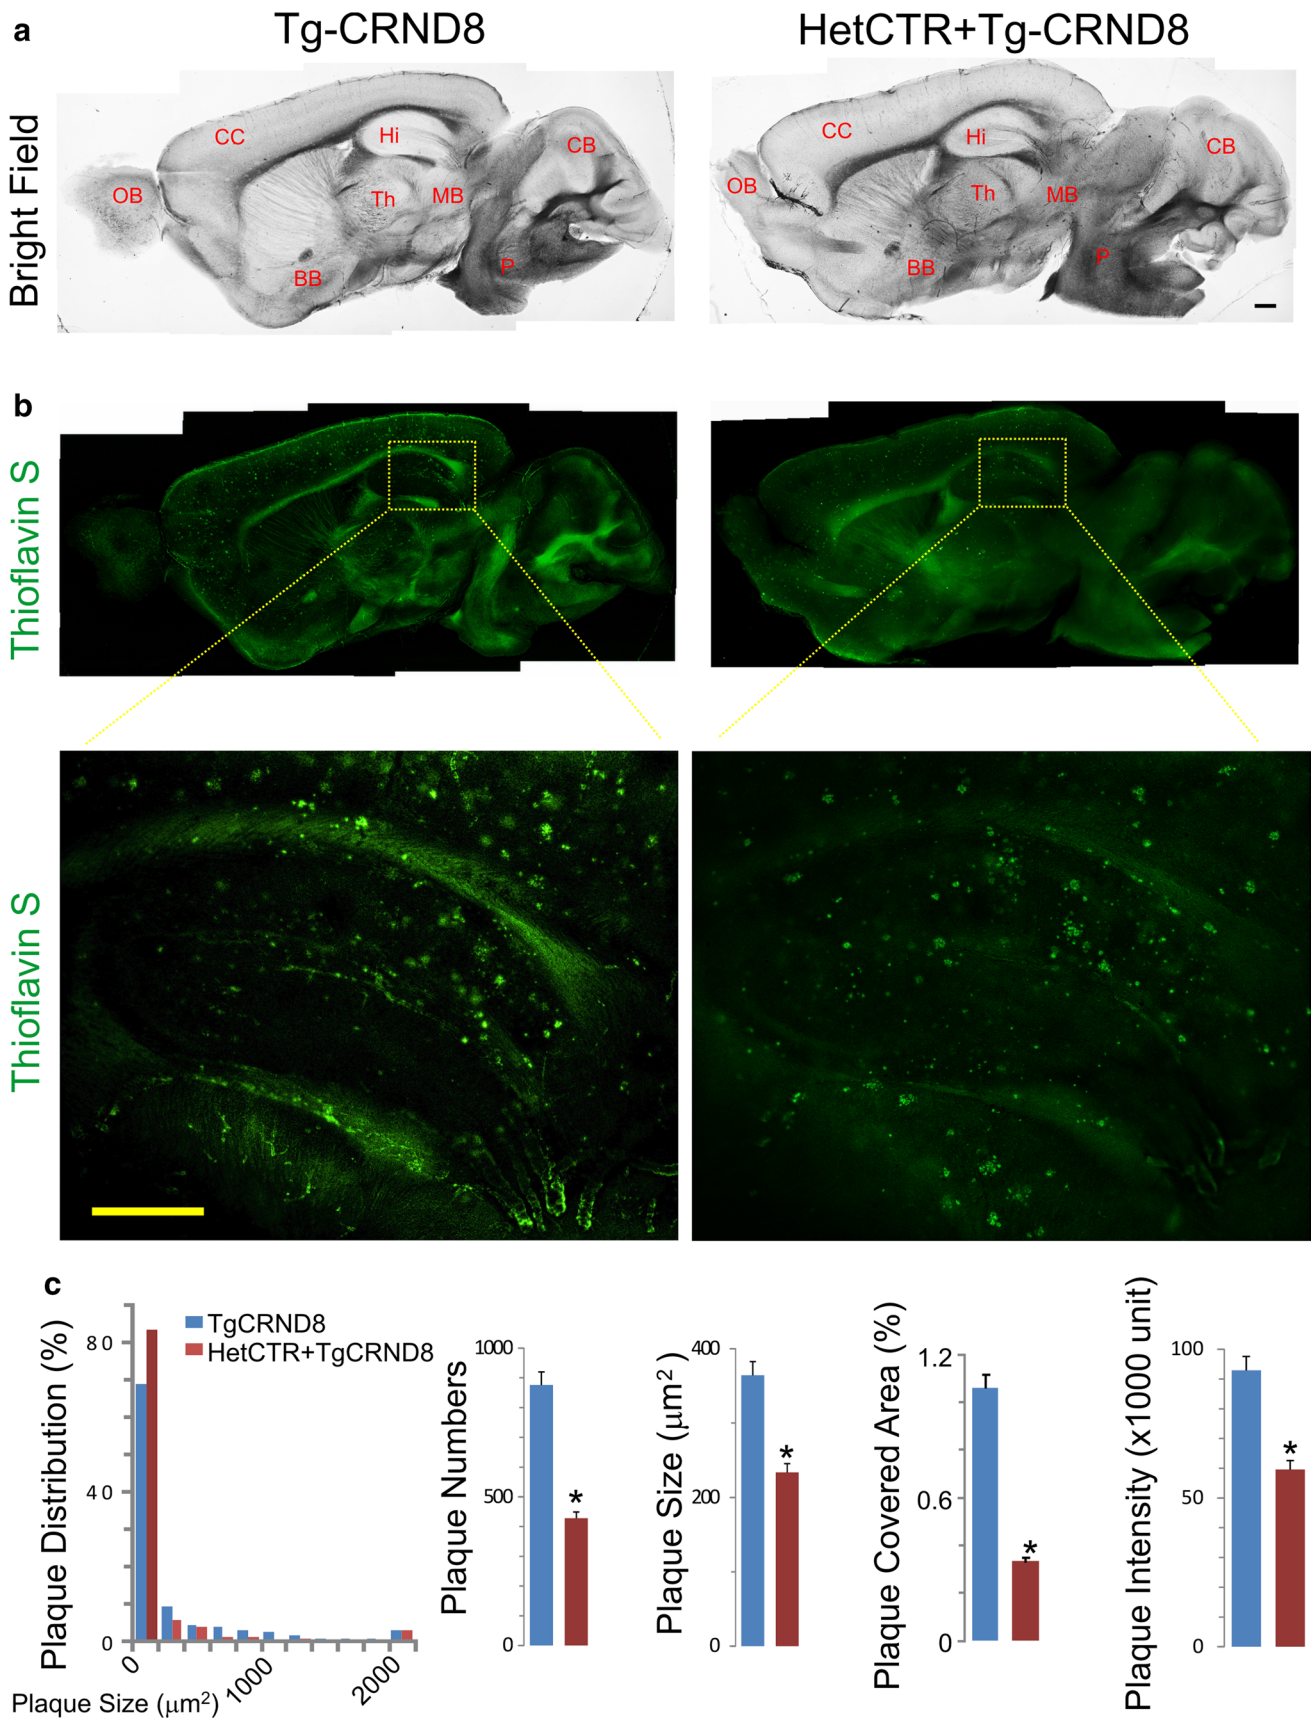 a
Tg-CRND8
HetCTR+Tg-CRND8
Bright Field
OB
CC
Hi
Th
MB
CB
BB
P
OB
CC
Hi
Th
MB
CB
BB
P
b
Thioflavin S
Thioflavin S
c
Plaque Distribution (%)
80
40
0
0
1000
2000
Plaque Size (μm2)
TgCRND8
HetCTR+TgCRND8
Plaque Numbers
1000
500
0
*
Plaque Size (μm2)
400
200
0
*
Plaque Covered Area (%)
1.2
0.6
0
*
Plaque Intensity (x1000 unit)
100
50
0
*